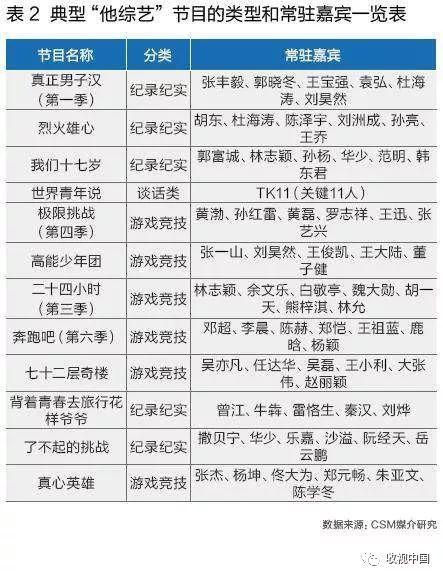 表 2  典型“他综艺”节目的类型和常驻嘉宾一览表
节目名称 分类 常驻嘉宾
真正男子汉 纪录纪实 张丰毅、郭晓冬、王宝强、袁弘、杜海
（第一季） 涛、刘昊然
烈火雄心 纪录纪实 胡东、杜海涛、陈泽宇、刘洲成、孙亮、
王乔
我们十七岁 纪录纪实 郭富城、林志颖、孙杨、华少、范明、韩
东君
世界青年说 谈话类 TK11（关键11人）
极限挑战 游戏竞技 黄渤、孙红雷、黄磊、罗志祥、王迅、张
（第四季） 艺兴
高能少年团 游戏竞技 张一山、刘昊然、王俊凯、王大陆、董
子健
二十四小时 游戏竞技 林志颖、余文乐、白敬亭、魏大勋、胡一
（第三季） 天、熊梓淇、林允
奔跑吧（第六季） 游戏竞技 邓超、李晨、陈赫、郑恺、王祖蓝、鹿
晗、杨颖
七十二层奇楼 游戏竞技 吴亦凡、任达华、吴磊、王小利、大张
伟、赵丽颖
背着青春去旅行花 纪录纪实 曾江、牛犇、雷恪生、秦汉、刘烨
样爷爷
了不起的挑战 纪录纪实 撒贝宁、华少、乐嘉、沙溢、阮经天、岳
云鹏
真心英雄 游戏竞技 张杰、杨坤、佟大为、郑元畅、朱亚文、
陈学冬
数据来源：CSM媒介研究
收视中国